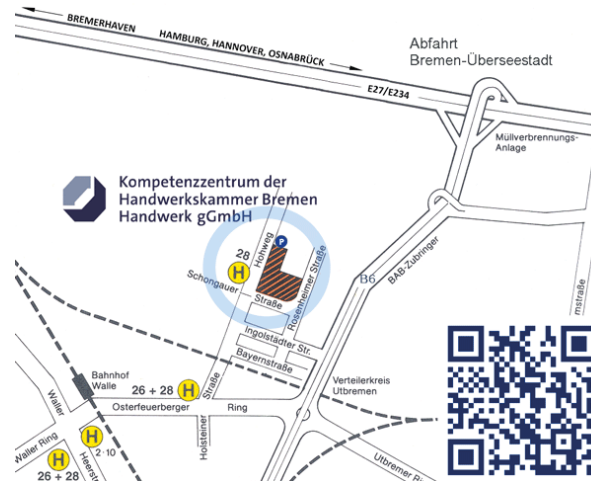 BREMERHAVEN
HAMBURG, HANNOVER, OSNABRÜCK
Abfahrt
Bremen-Überseestadt
E27/E234
Müllverbrennungs-
Anlage
Kompetenzzentrum der
Handwerkskammer Bremen
Handwerk gGmbH
P
28
H
Hohweg
Rosenheimer Straße
BAB-Zubringer
B6
Schongauer
Straße
Ingolstädter Str.
Bayernstraße
mstraße
Bahnhof
Walle
26 + 28 H
Verteilerkreis
Utbremen
Waller
Osterfeuerberger Ring
Holsteiner Straße
Waller Ring
H
2·10
Heerstr
H
26 + 28
Utbremer Ri